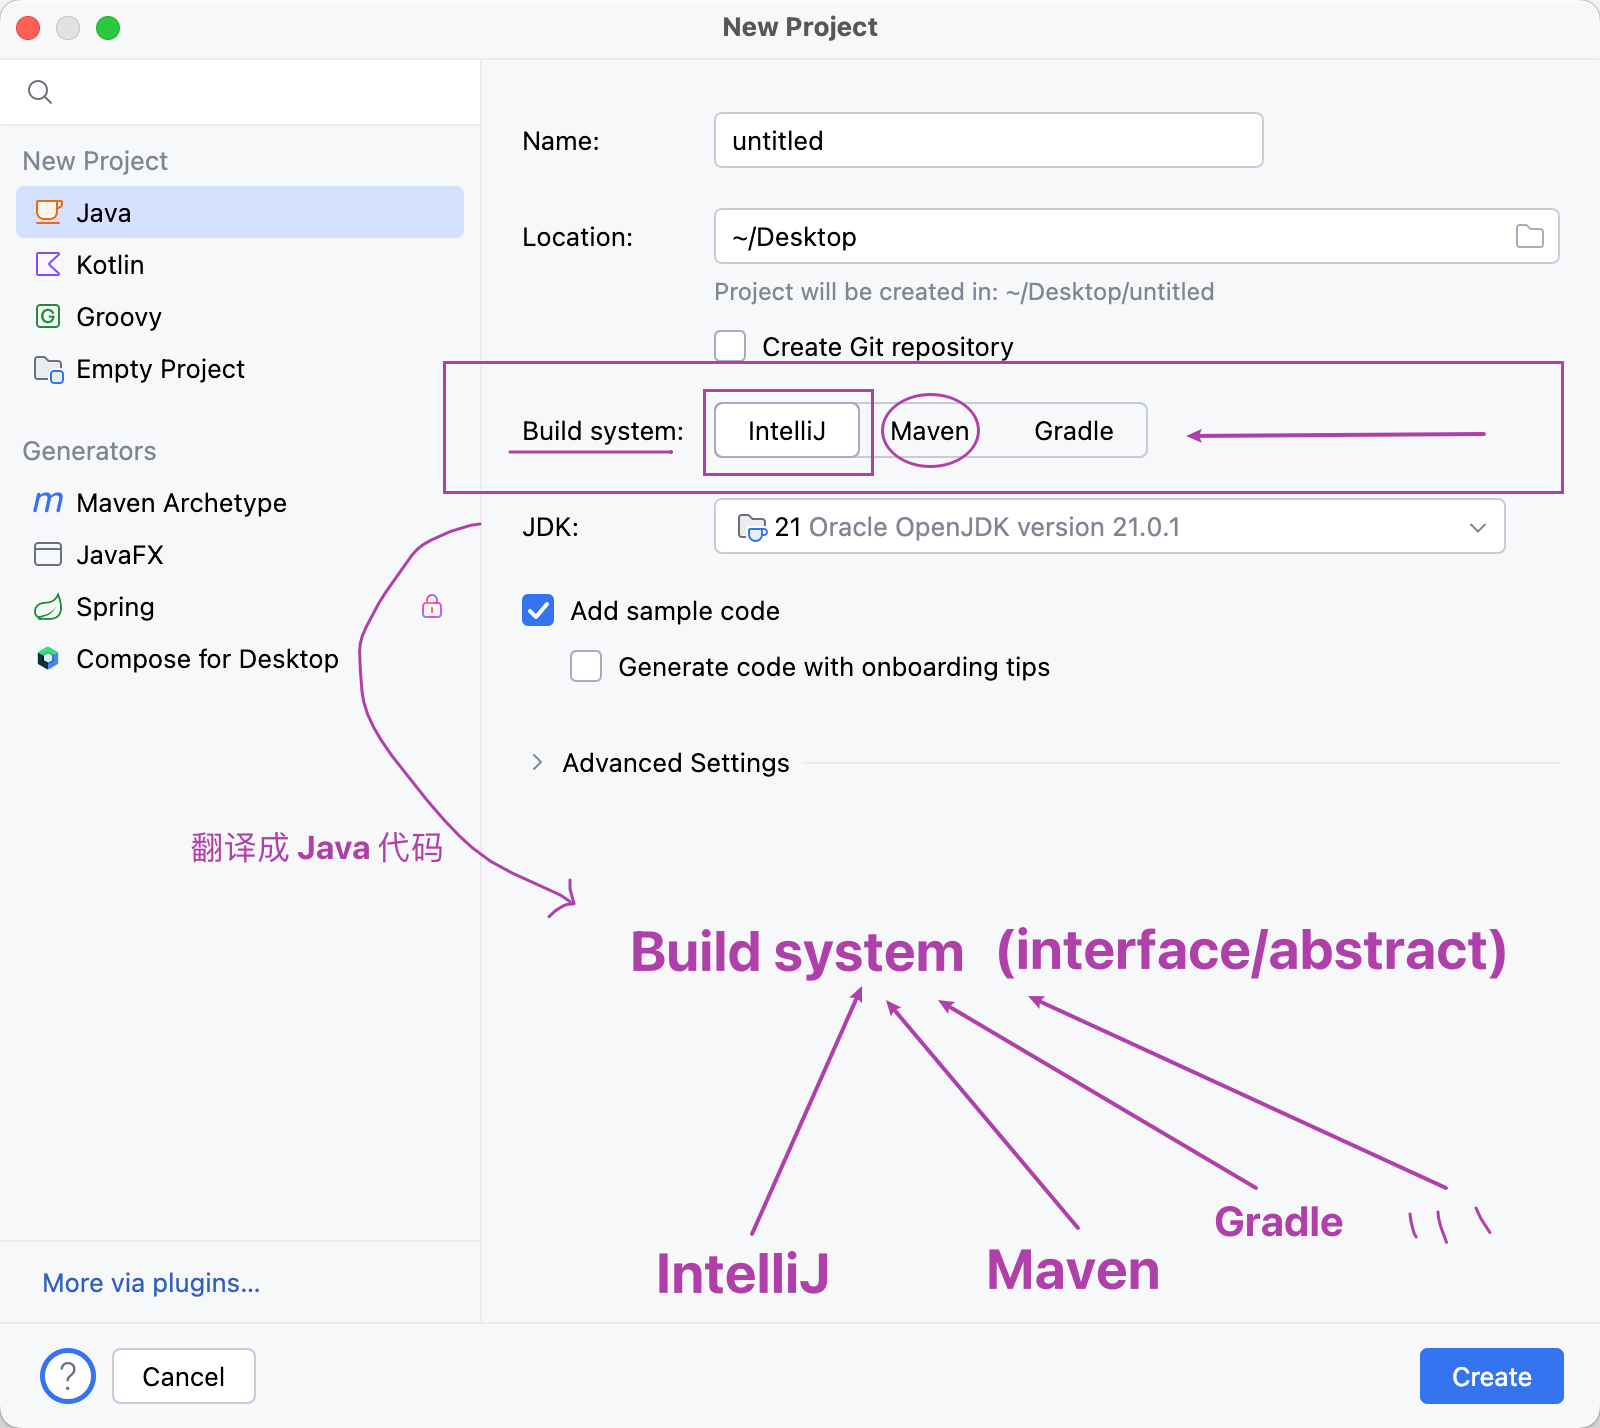 New Project
New Project
Java
Kotlin
Groovy
Empty Project
Generators
Maven Archetype
JavaFX
Spring
Compose for Desktop
More via plugins...
Name: untitled
Location: ~/Desktop
Project will be created in: ~/Desktop/untitled
Create Git repository
Build system: IntelliJ Maven Gradle
JDK: 21 Oracle OpenJDK version 21.0.1
Add sample code
Generate code with onboarding tips
Advanced Settings
翻译成 Java 代码
Build system (interface/abstract)
IntelliJ Maven Gradle
? Cancel Create